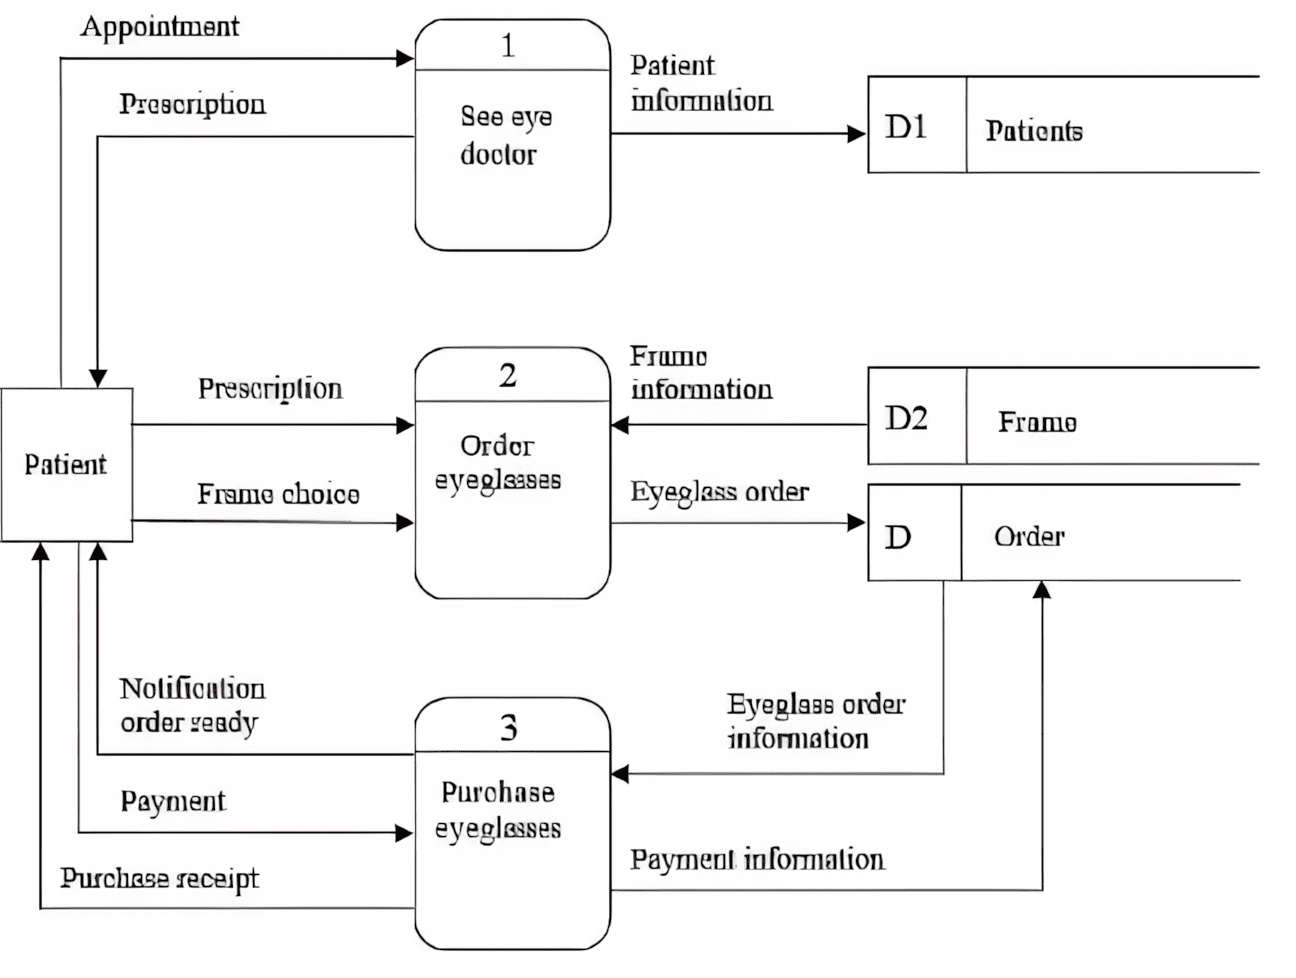 Appointment
1
Patient
information
Prescription
See eye
doctor
D1
Patients
Frame
information
2
Prescription
D2
Frame
Order
eyeglasses
Patient
Frame choice
Eyeglass order
D
Order
Notification
order ready
Eyeglass order
information
3
Purchase
eyeglasses
Payment
Payment information
Purchase receipt